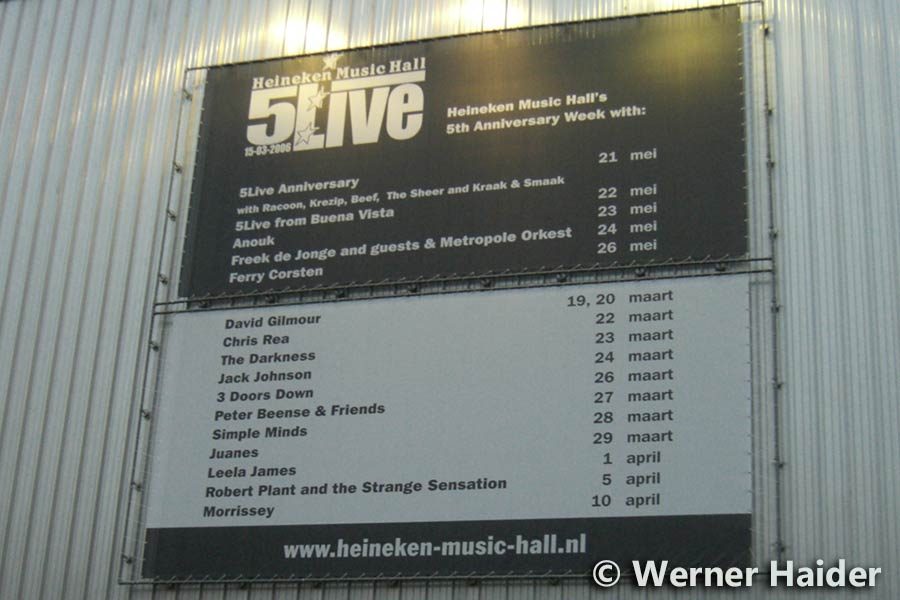 Heineken Music Hall
5Live
15-03-2006
Heineken Music Hall's
5th Anniversary Week with:
5Live Anniversary 21 mei
with Racoon, Krezip, Beef, The Sheer and Kraak & Smaak
5Live from Buena Vista 22 mei
Anouk 23 mei
Freek de Jonge and guests & Metropole Orkest 24 mei
Ferry Corsten 26 mei
David Gilmour 19, 20 maart
Chris Rea 22 maart
The Darkness 23 maart
Jack Johnson 24 maart
3 Doors Down 26 maart
Peter Beense & Friends 27 maart
Simple Minds 28 maart
Juanes 29 maart
Leela James 1 april
Robert Plant and the Strange Sensation 5 april
Morrissey 10 april
www.heineken-music-hall.nl
© Werner Haider